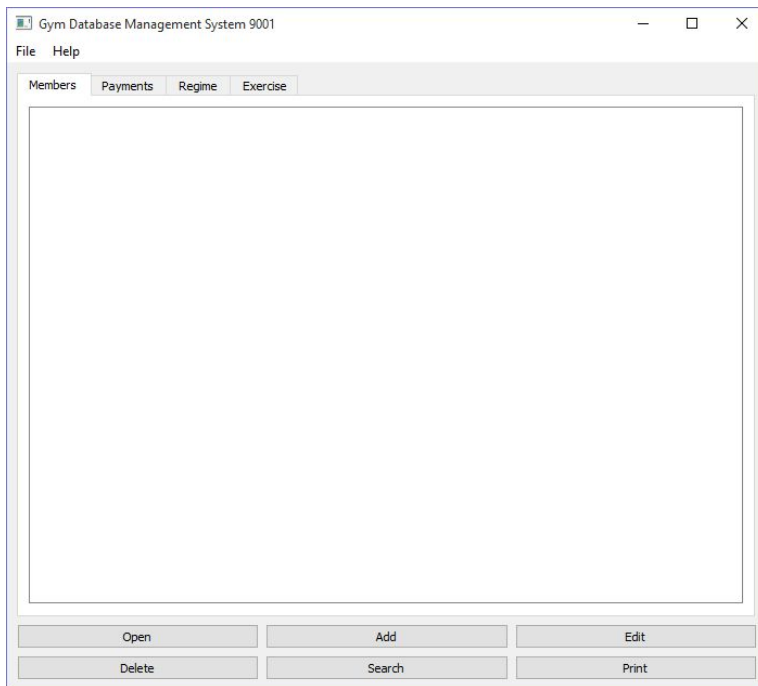 Gym Database Management System 9001
File Help
Members Payments Regime Exercise
Open Add Edit
Delete Search Print